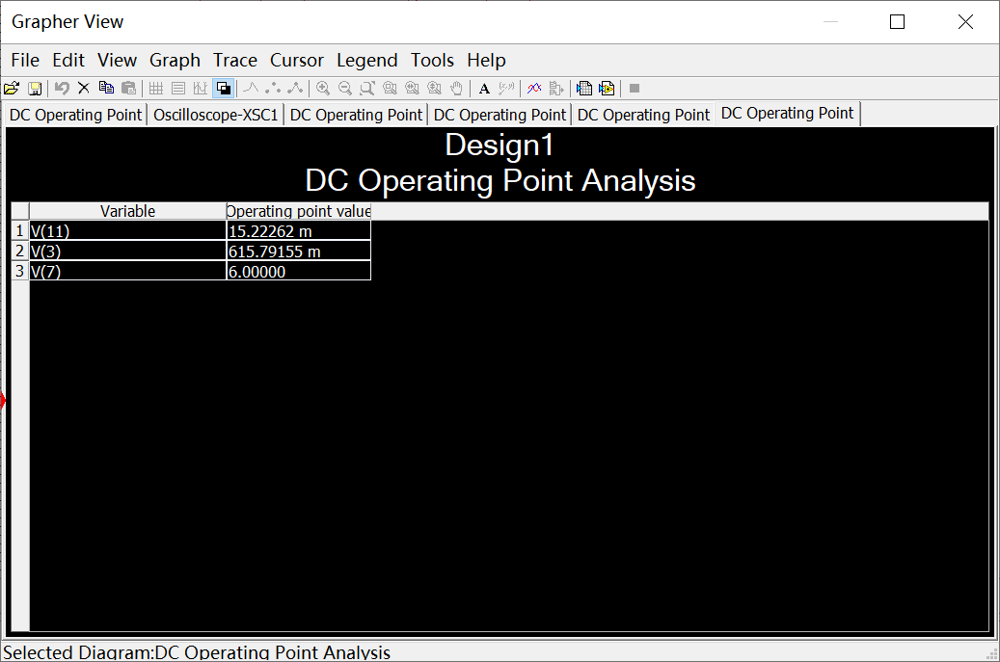 Grapher View
File Edit View Graph Trace Cursor Legend Tools Help
A
DC Operating Point Oscilloscope-XSC1 DC Operating Point DC Operating Point DC Operating Point DC Operating Point
Design1
DC Operating Point Analysis
Variable Operating point value
1 V(11) 15.22262 m
2 V(3) 615.79155 m
3 V(7) 6.00000
Selected Diagram:DC Operating Point Analysis